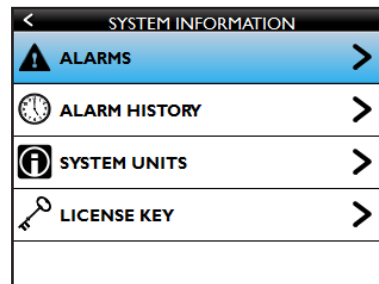 SYSTEM INFORMATION
ALARMS
ALARM HISTORY
SYSTEM UNITS
LICENSE KEY